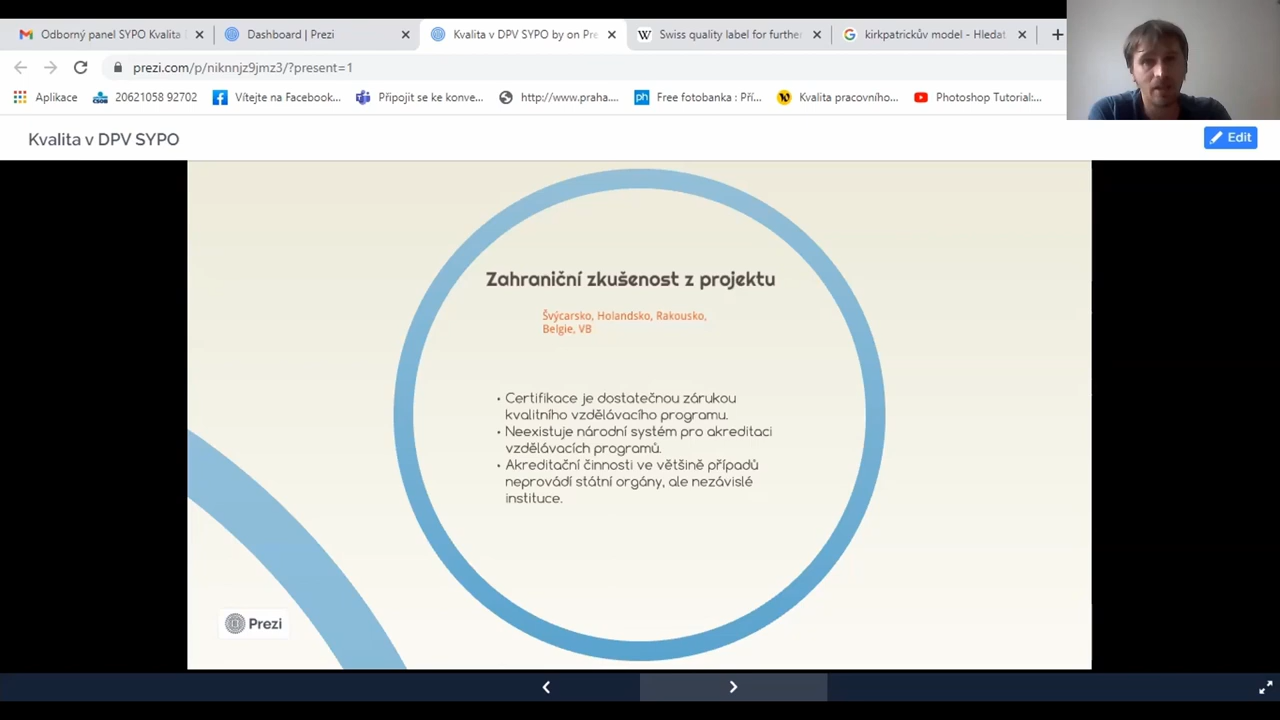 Odborný panel SYPO Kvalita
Dashboard | Prezi
Kvalita v DPV SYPO by on Pre
Swiss quality label for further
kirkpatrickův model - Hledat
prezi.com/p/niknnjz9jmz3/?present=1
Aplikace
20621058 92702
Vítejte na Facebook...
Připojit se ke konve...
http://www.praha....
Free fotobanka : Pří...
Kvalita pracovního...
Photoshop Tutorial:...
Kvalita v DPV SYPO
Edit
Zahraniční zkušenost z projektu
Švýcarsko, Holandsko, Rakousko,
Belgie, VB
• Certifikace je dostatečnou zárukou
kvalitního vzdělávacího programu.
• Neexistuje národní systém pro akreditaci
vzdělávacích programů.
• Akreditační činnosti ve většině případů
neprovádí státní orgány, ale nezávislé
instituce.
Prezi